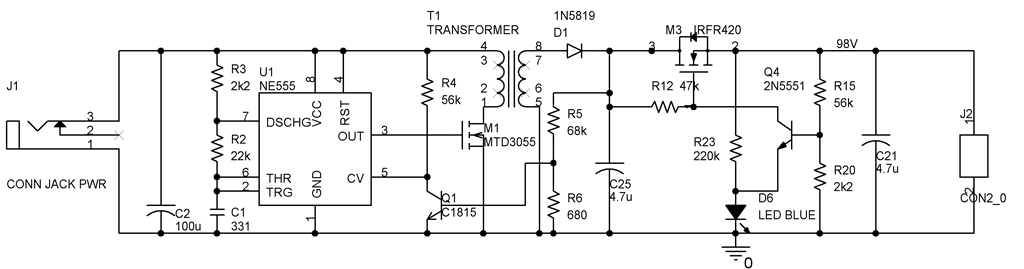 T1
TRANSFORMER
1N5819
D1
M3
IRFR420
98V
J1
CONN JACK PWR
3
2
1
C2
100u
R3
2k2
R2
22k
C1
331
U1
NE555
7
DSCHG
8
VCC
4
RST
OUT
3
6
THR
2
TRG
CV
5
GND
1
R4
56k
Q1
C1815
M1
MTD3055
4
3
2
1
8
7
6
5
R5
68k
R6
680
C25
4.7u
3
2
R12
47k
Q4
2N5551
R23
220k
D6
LED BLUE
R15
56k
R20
2k2
C21
4.7u
J2
1
2
CON2_0
0